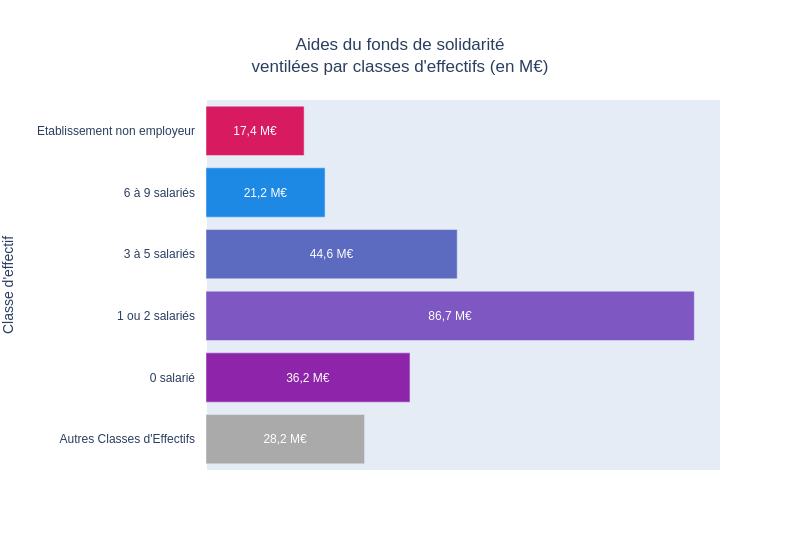 Aides du fonds de solidarité
ventilées par classes d'effectifs (en M€)
Classe d'effectif
Etablissement non employeur
17,4 M€
6 à 9 salariés
21,2 M€
3 à 5 salariés
44,6 M€
1 ou 2 salariés
86,7 M€
0 salarié
36,2 M€
Autres Classes d'Effectifs
28,2 M€